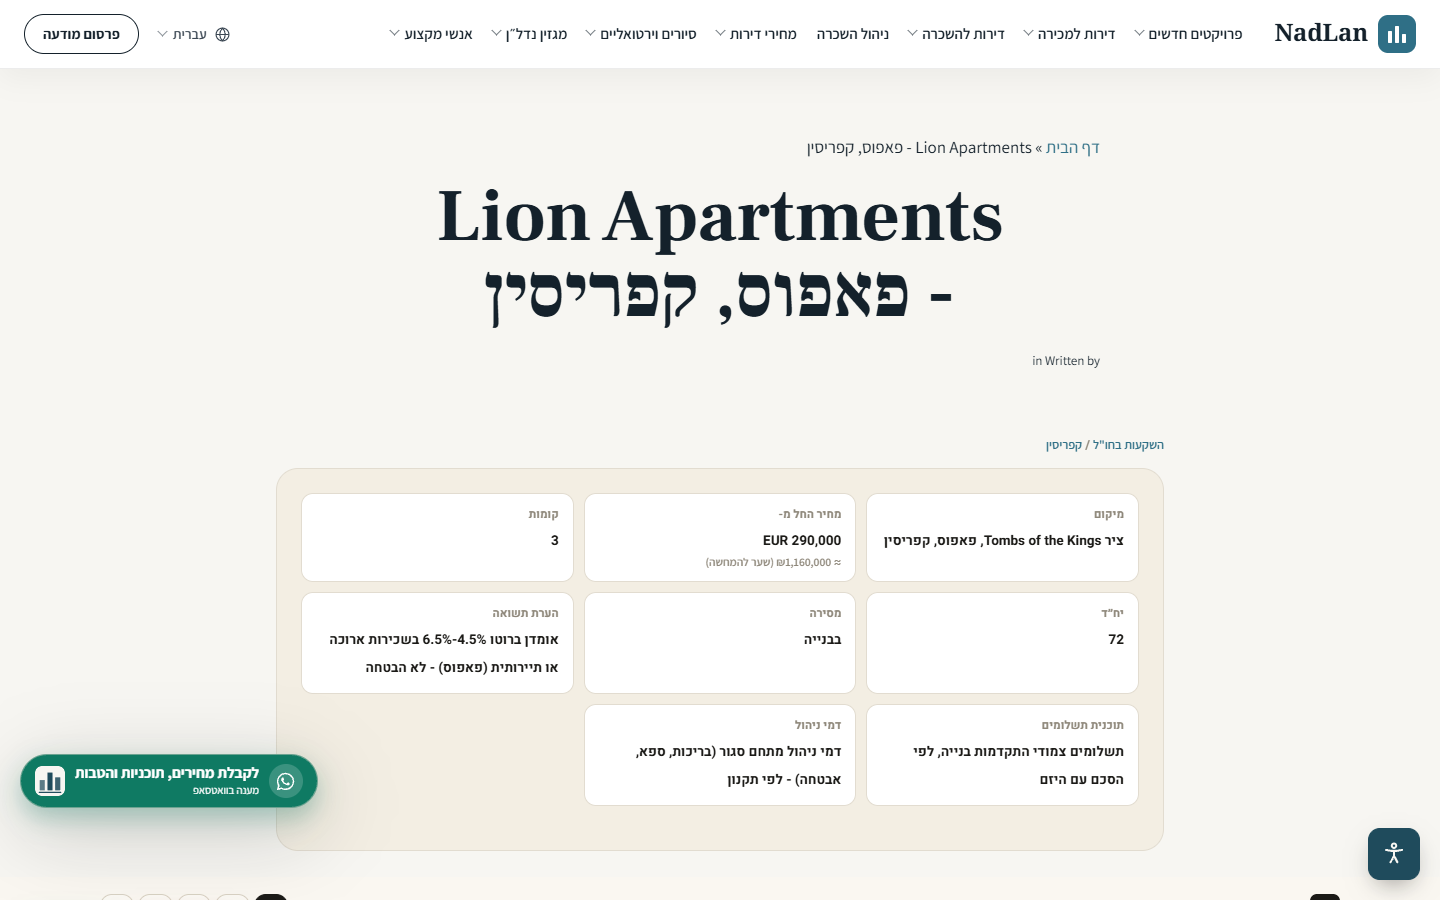 NadLan
פרויקטים חדשים
דירות למכירה
דירות להשכרה
ניהול השכרה
מחירי דירות
סיורים וירטואליים
מגזין נדל״ן
אנשי מקצוע
עברית
פרסום מודעה
דף הבית » Lion Apartments - פאפוס, קפריסין
Lion Apartments
- פאפוס, קפריסין
in Written by
השקעות בחו"ל / קפריסין
מיקום
ציר Tombs of the Kings, פאפוס, קפריסין
מחיר החל מ-
EUR 290,000
≈ ₪1,160,000 (שער להמחשה)
קומות
3
יח״ד
72
מסירה
בבנייה
הערת תשואה
אומדן ברוטו 4.5%-6.5% בשכירות ארוכה
או תיירותית (פאפוס) - לא הבטחה
תוכנית תשלומים
תשלומים צמודי התקדמות בנייה, לפי
הסכם עם היזם
דמי ניהול
דמי ניהול מתחם סגור (בריכות, ספא,
אבטחה) - לפי תקנון
לקבלת מחירים, תוכניות והטבות
מענה בוואטסאפ